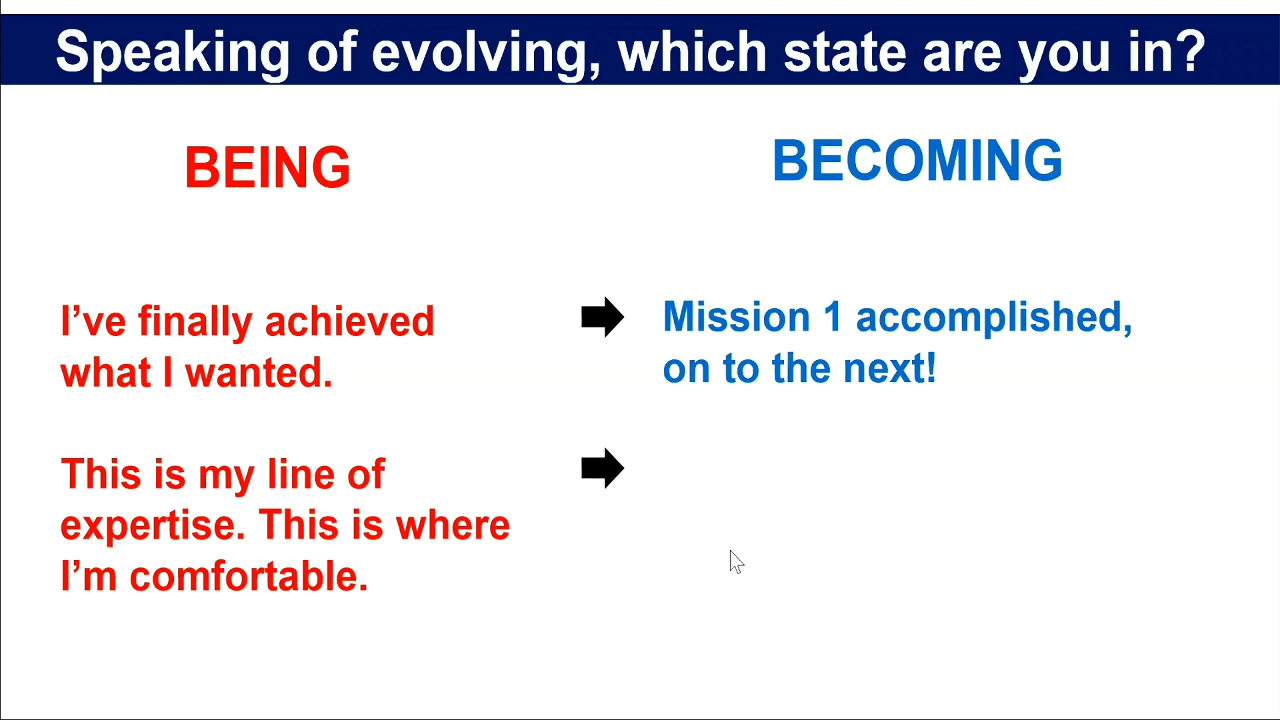 Speaking of evolving, which state are you in?
BEING
BECOMING
I’ve finally achieved
what I wanted.
Mission 1 accomplished,
on to the next!
This is my line of
expertise. This is where
I’m comfortable.